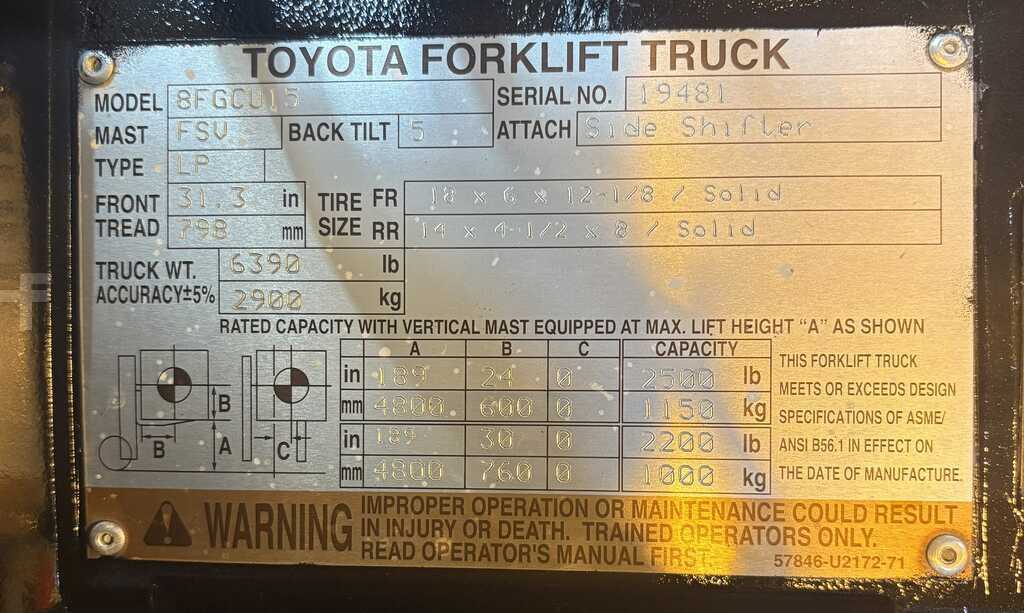 TOYOTA FORKLIFT TRUCK
MODEL 8FGCU15 SERIAL NO. 19481
MAST FSV BACK TILT 5 ATTACH Side Shifter
TYPE LP
FRONT TREAD 31.3 in 798 mm
TIRE SIZE FR 18 x 6 x 12-1/8 / Solid
RR 14 x 4-1/2 x 8 / Solid
TRUCK WT. 6390 lb
ACCURACY±5% 2900 kg
RATED CAPACITY WITH VERTICAL MAST EQUIPPED AT MAX. LIFT HEIGHT "A" AS SHOWN
B
B
A
C
A B C CAPACITY
in 189 24 0 2500 lb
mm 4800 600 0 1150 kg
in 189 30 0 2200 lb
mm 4800 760 0 1000 kg
THIS FORKLIFT TRUCK
MEETS OR EXCEEDS DESIGN
SPECIFICATIONS OF ASME/
ANSI B56.1 IN EFFECT ON
THE DATE OF MANUFACTURE.
WARNING
IMPROPER OPERATION OR MAINTENANCE COULD RESULT
IN INJURY OR DEATH. TRAINED OPERATORS ONLY.
READ OPERATOR'S MANUAL FIRST.
57846-U2172-71